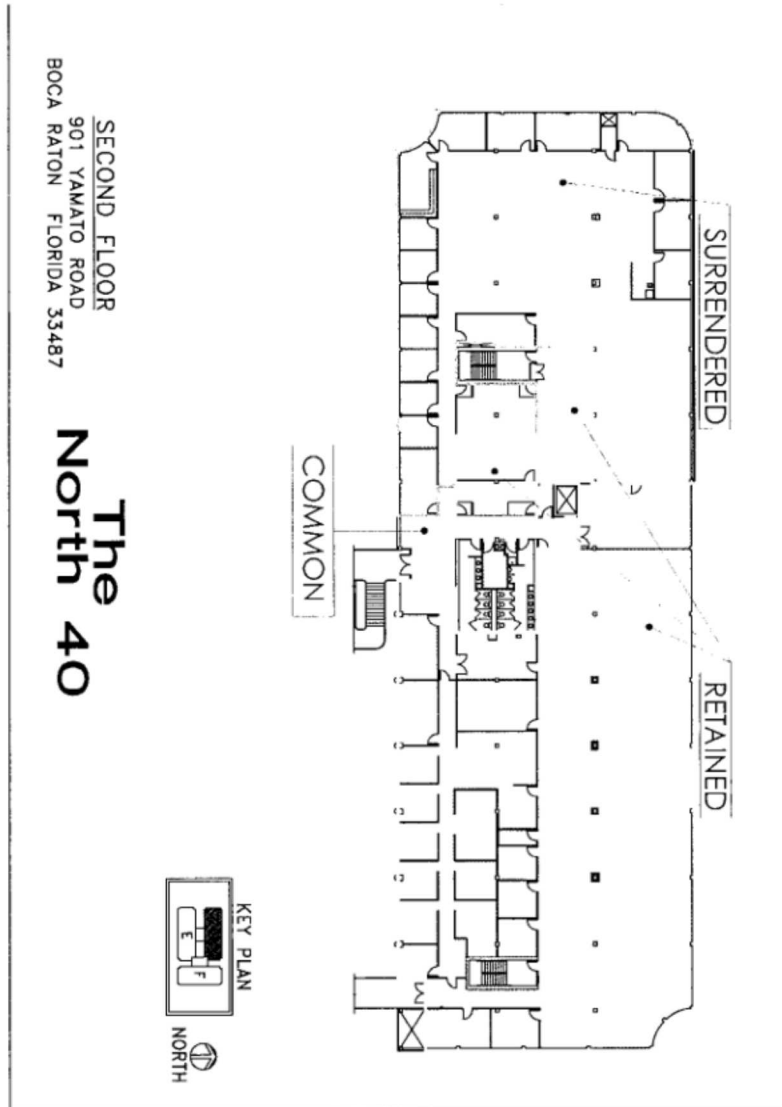 SURRENDERED
RETAINED
COMMON
SECOND FLOOR
901 YAMATO ROAD
BOCA RATON FLORIDA 33487
The
North 40
KEY PLAN
E
F
NORTH